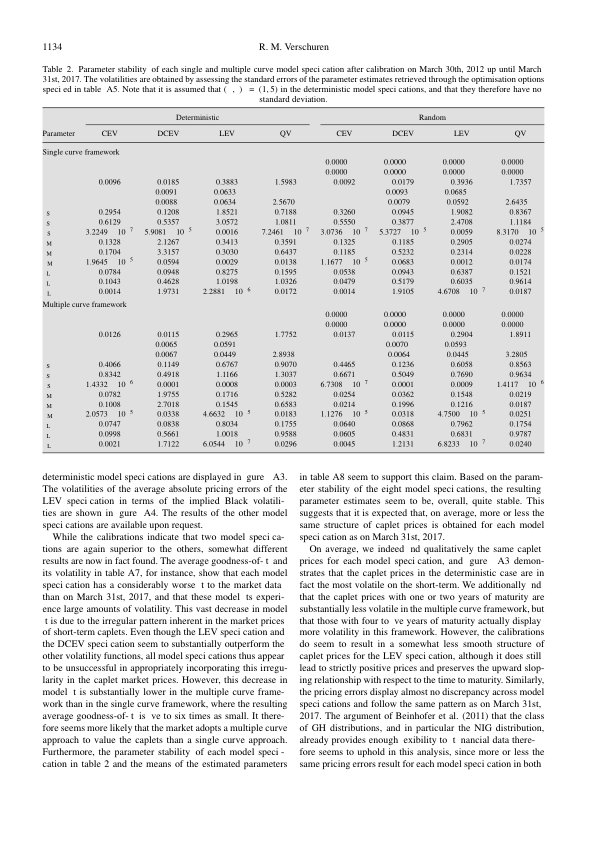 1134 R. M. Verschuren
Table 2. Parameter stability of each single and multiple curve model speci cation after calibration on March 30th, 2012 up until March
31st, 2017. The volatilities are obtained by assessing the standard errors of the parameter estimates retrieved through the optimisation options
speci ed in table A5. Note that it is assumed that ( , ) = (1, 5) in the deterministic model speci cations, and that they therefore have no
standard deviation.
Deterministic Random
Parameter CEV DCEV LEV QV CEV DCEV LEV QV
Single curve framework
0.0000 0.0000 0.0000 0.0000
0.0000 0.0000 0.0000 0.0000
0.0096 0.0185 0.3883 1.5983 0.0092 0.0179 0.3936 1.7357
0.0091 0.0633 0.0093 0.0685
0.0088 0.0634 2.5670 0.0079 0.0592 2.6435
S 0.2954 0.1208 1.8521 0.7188 0.3260 0.0945 1.9082 0.8367
S 0.6129 0.5357 3.0572 1.0811 0.5550 0.3877 2.4708 1.1184
S 3.2249 10 7 5.9081 10 5 0.0016 7.2461 10 7 3.0736 10 7 5.3727 10 5 0.0059 8.3170 10 5
M 0.1328 2.1267 0.3413 0.3591 0.1325 0.1185 0.2905 0.0274
M 0.1704 3.3157 0.3030 0.6437 0.1185 0.5232 0.2314 0.0228
M 1.9645 10 5 0.0594 0.0029 0.0138 1.1677 10 5 0.0683 0.0012 0.0174
L 0.0784 0.0948 0.8275 0.1595 0.0538 0.0943 0.6387 0.1521
L 0.1043 0.4628 1.0198 1.0326 0.0479 0.5179 0.6035 0.9614
L 0.0014 1.9731 2.2881 10 6 0.0172 0.0014 1.9105 4.6708 10 7 0.0187
Multiple curve framework
0.0000 0.0000 0.0000 0.0000
0.0000 0.0000 0.0000 0.0000
0.0126 0.0115 0.2965 1.7752 0.0137 0.0115 0.2904 1.8911
0.0065 0.0591 0.0070 0.0593
0.0067 0.0449 2.8938 0.0064 0.0445 3.2805
S 0.4066 0.1149 0.6767 0.9070 0.4465 0.1236 0.6058 0.8563
S 0.8342 0.4918 1.1166 1.3037 0.6671 0.5049 0.7690 0.9634
S 1.4332 10 6 0.0001 0.0008 0.0003 6.7308 10 7 0.0001 0.0009 1.4117 10 6
M 0.0782 1.9755 0.1716 0.5282 0.0254 0.0362 0.1548 0.0219
M 0.1008 2.7018 0.1545 0.6583 0.0214 0.1996 0.1216 0.0187
M 2.0573 10 5 0.0338 4.6632 10 5 0.0183 1.1276 10 5 0.0318 4.7500 10 5 0.0251
L 0.0747 0.0838 0.8034 0.1755 0.0640 0.0868 0.7962 0.1754
L 0.0998 0.5661 1.0018 0.9588 0.0605 0.4831 0.6831 0.9787
L 0.0021 1.7122 6.0544 10 7 0.0296 0.0045 1.2131 6.8233 10 7 0.0240
deterministic model speci cations are displayed in gure A3.
The volatilities of the average absolute pricing errors of the
LEV speci cation in terms of the implied Black volatili-
ties are shown in gure A4. The results of the other model
speci cations are available upon request.
While the calibrations indicate that two model speci ca-
tions are again superior to the others, somewhat different
results are now in fact found. The average goodness-of- t and
its volatility in table A7, for instance, show that each model
speci cation has a considerably worse t to the market data
than on March 31st, 2017, and that these model ts experi-
ence large amounts of volatility. This vast decrease in model
t is due to the irregular pattern inherent in the market prices
of short-term caplets. Even though the LEV speci cation and
the DCEV speci cation seem to substantially outperform the
other volatility functions, all model speci cations thus appear
to be unsuccessful in appropriately incorporating this irregu-
larity in the caplet market prices. However, this decrease in
model t is substantially lower in the multiple curve frame-
work than in the single curve framework, where the resulting
average goodness-of- t is ve to six times as small. It there-
fore seems more likely that the market adopts a multiple curve
approach to value the caplets than a single curve approach.
Furthermore, the parameter stability of each model speci -
cation in table 2 and the means of the estimated parameters
in table A8 seem to support this claim. Based on the param-
eter stability of the eight model speci cations, the resulting
parameter estimates seem to be, overall, quite stable. This
suggests that it is expected that, on average, more or less the
same structure of caplet prices is obtained for each model
speci cation as on March 31st, 2017.
On average, we indeed nd qualitatively the same caplet
prices for each model speci cation, and gure A3 demon-
strates that the caplet prices in the deterministic case are in
fact the most volatile on the short-term. We additionally nd
that the caplet prices with one or two years of maturity are
substantially less volatile in the multiple curve framework, but
that those with four to ve years of maturity actually display
more volatility in this framework. However, the calibrations
do seem to result in a somewhat less smooth structure of
caplet prices for the LEV speci cation, although it does still
lead to strictly positive prices and preserves the upward slop-
ing relationship with respect to the time to maturity. Similarly,
the pricing errors display almost no discrepancy across model
speci cations and follow the same pattern as on March 31st,
2017. The argument of Beinhofer et al. (2011) that the class
of GH distributions, and in particular the NIG distribution,
already provides enough exibility to t nancial data there-
fore seems to uphold in this analysis, since more or less the
same pricing errors result for each model speci cation in both